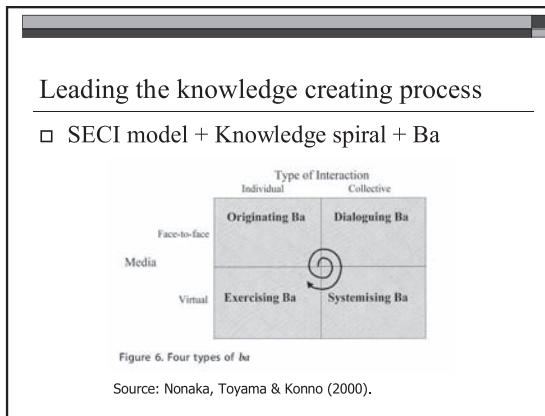 Leading the knowledge creating process
SECI model + Knowledge spiral + Ba
Type of Interaction
Individual Collective
Originating Ba Dialoguing Ba
Face-to-face
Media
Virtual Exercising Ba Systemising Ba
Figure 6. Four types of ba
Source: Nonaka, Toyama & Konno (2000).